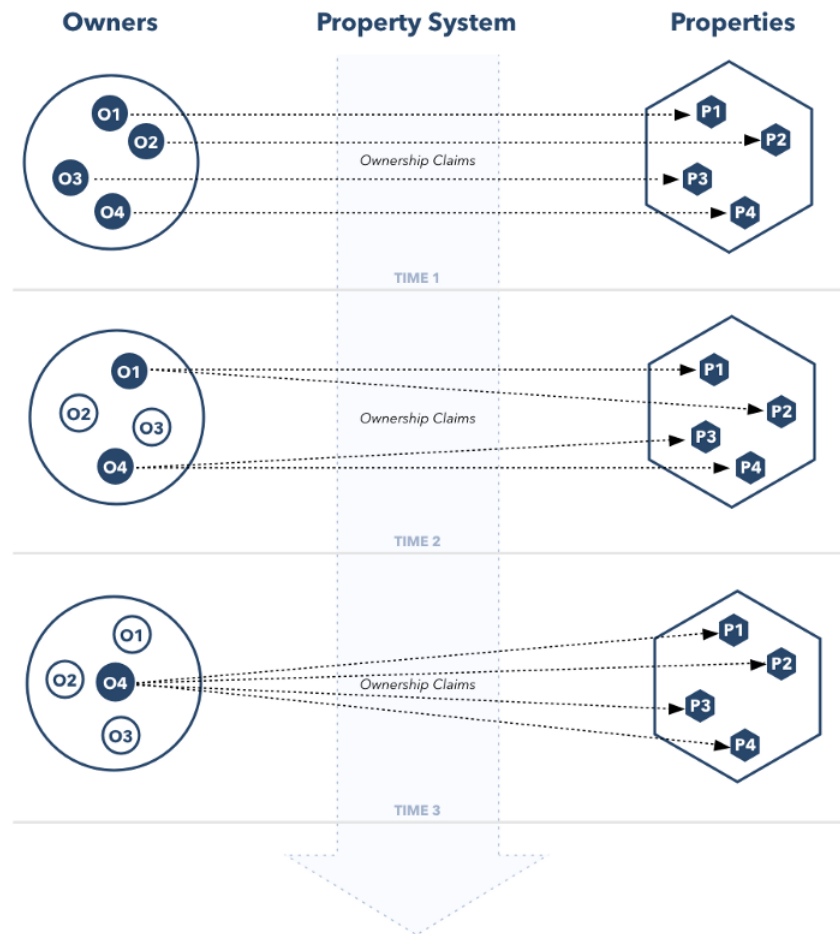 Owners Property System Properties
O1 P1
O2 P2
Ownership Claims
O3 P3
O4 P4
TIME 1
O1 P1
O2 P2
O3 Ownership Claims P3
O4 P4
TIME 2
O1 P1
O2 O4 Ownership Claims P2
O3 P3
P4
TIME 3